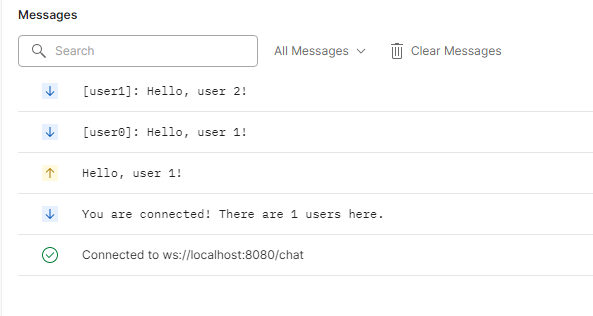 Messages
Search
All Messages
Clear Messages
[user1]: Hello, user 2!
[user0]: Hello, user 1!
Hello, user 1!
You are connected! There are 1 users here.
Connected to ws://localhost:8080/chat